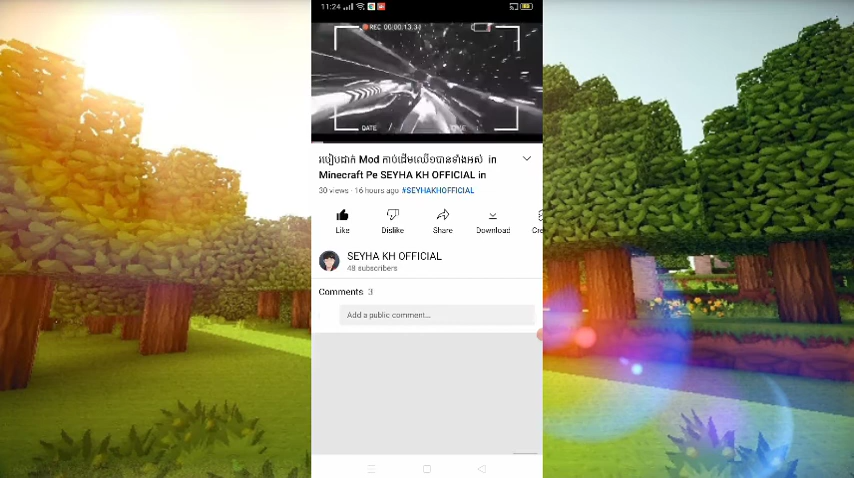 11:24
REC 00:00:13:31
DATE
TIME
របៀបដាក់ Mod កាប់ដើមឈើ១បានទាំងអស់ in
Minecraft Pe SEYHA KH OFFICIAL in
30 views · 16 hours ago #SEYHAKHOFFICIAL
Like
Dislike
Share
Download
SEYHA KH OFFICIAL
48 subscribers
Comments 3
Add a public comment...